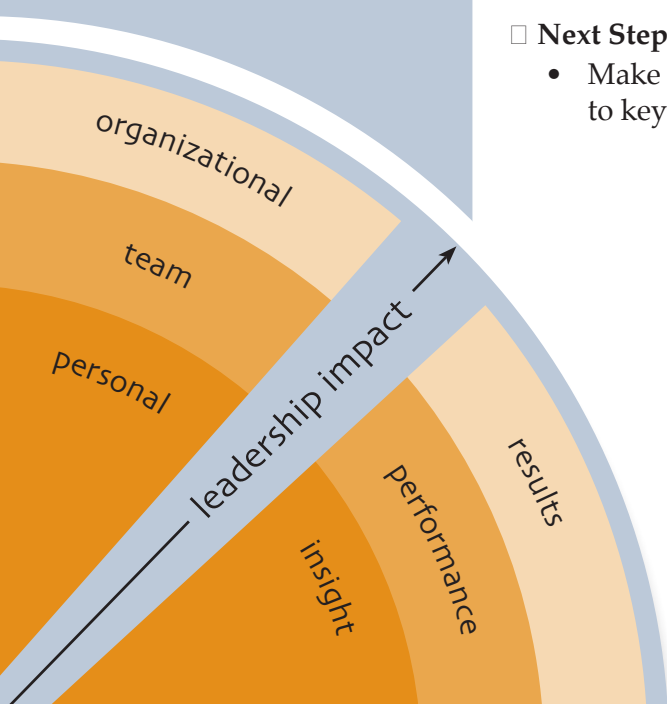 □ Next Step
• Make
to key
organizational
team
personal
leadership impact
results
performance
insight